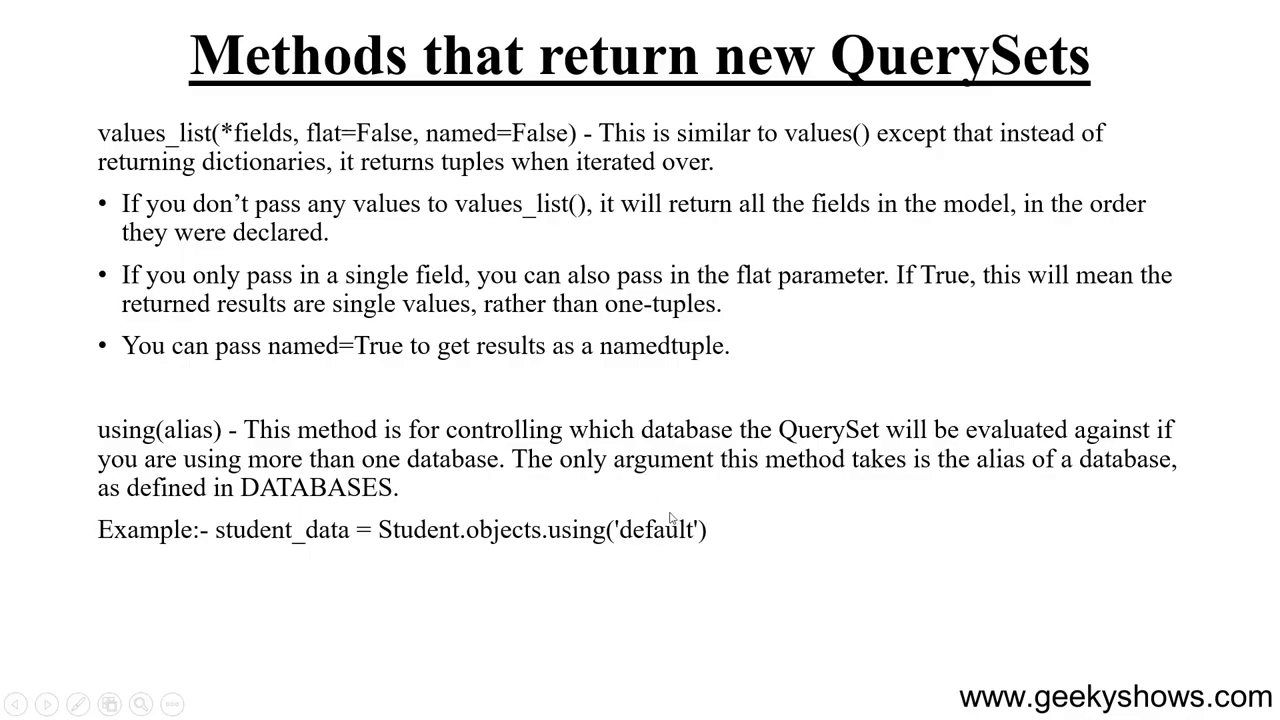 Methods that return new QuerySets
values_list(*fields, flat=False, named=False) - This is similar to values() except that instead of
returning dictionaries, it returns tuples when iterated over.
• If you don’t pass any values to values_list(), it will return all the fields in the model, in the order
they were declared.
• If you only pass in a single field, you can also pass in the flat parameter. If True, this will mean the
returned results are single values, rather than one-tuples.
• You can pass named=True to get results as a namedtuple.
using(alias) - This method is for controlling which database the QuerySet will be evaluated against if
you are using more than one database. The only argument this method takes is the alias of a database,
as defined in DATABASES.
Example:- student_data = Student.objects.using('default')
www.geekyshows.com